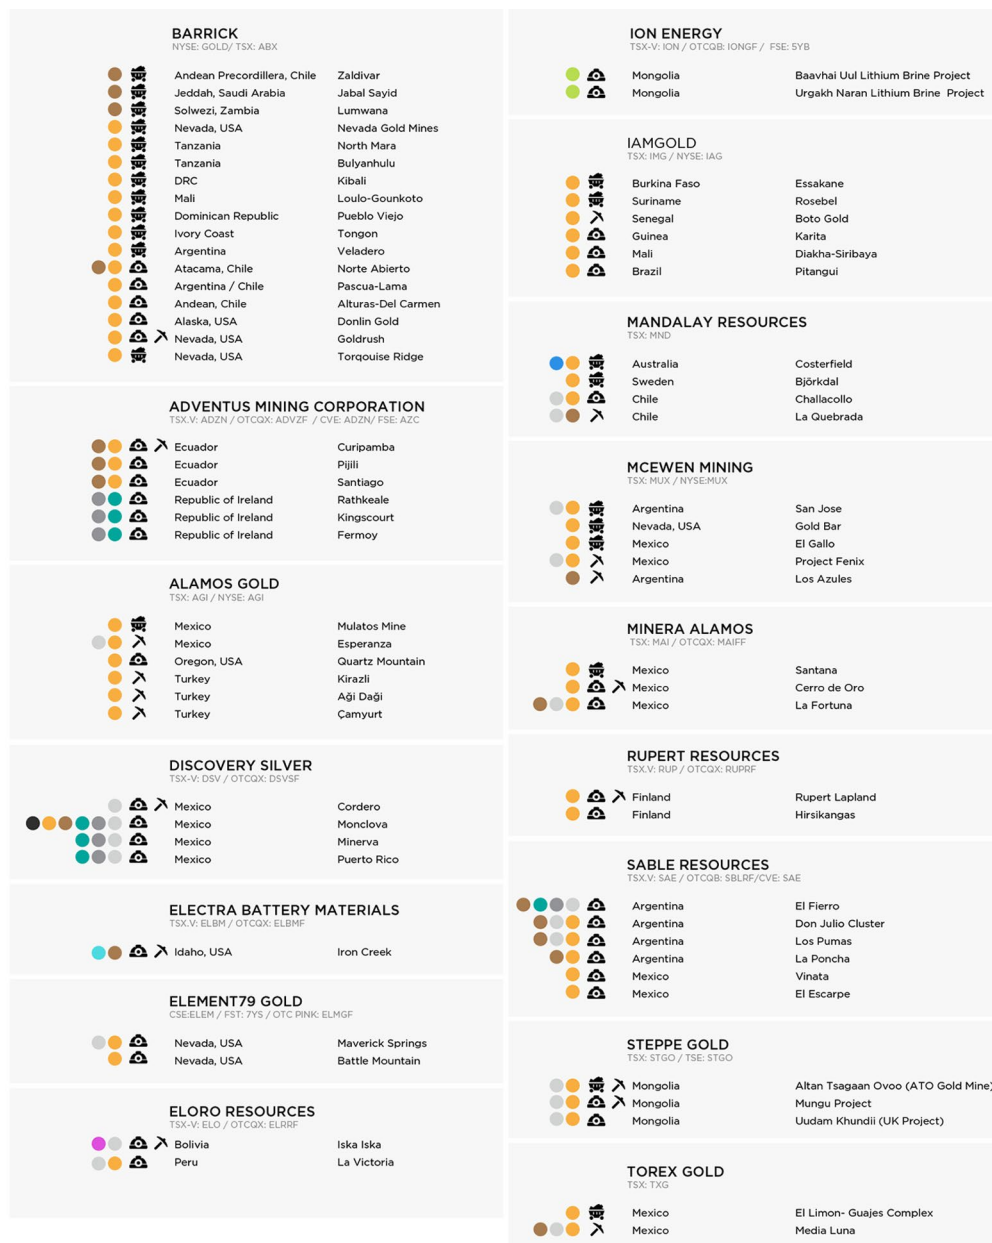 BARRICK
NYSE: GOLD/ TSX: ABX
Andean Precordillera, Chile Zaldivar
Jeddah, Saudi Arabia Jabal Sayid
Solwezi, Zambia Lumwana
Nevada, USA Nevada Gold Mines
Tanzania North Mara
Tanzania Bulyanhulu
DRC Kibali
Mali Loulo-Gounkoto
Dominican Republic Pueblo Viejo
Ivory Coast Tongon
Argentina Veladero
Atacama, Chile Norte Abierto
Argentina / Chile Pascua-Lama
Andean, Chile Alturas-Del Carmen
Alaska, USA Donlin Gold
Nevada, USA Goldrush
Nevada, USA Torqouise Ridge
ADVENTUS MINING CORPORATION
TSX.V: ADZN / OTCQX: ADVZF / CVE: ADZN/ FSE: AZC
Ecuador Curipamba
Ecuador Pijili
Ecuador Santiago
Republic of Ireland Rathkeale
Republic of Ireland Kingscourt
Republic of Ireland Fermoy
ALAMOS GOLD
TSX: AGI / NYSE: AGI
Mexico Mulatos Mine
Mexico Esperanza
Oregon, USA Quartz Mountain
Turkey Kirazli
Turkey Aği Daği
Turkey Çamyurt
DISCOVERY SILVER
TSX-V: DSV / OTCQX: DSVSF
Mexico Cordero
Mexico Monclova
Mexico Minerva
Mexico Puerto Rico
ELECTRA BATTERY MATERIALS
TSX.V: ELBM / OTCQX: ELBMF
Idaho, USA Iron Creek
ELEMENT79 GOLD
CSE:ELEM / FST: 7YS / OTC PINK: ELMGF
Nevada, USA Maverick Springs
Nevada, USA Battle Mountain
ELORO RESOURCES
TSX-V: ELO / OTCQX: ELRRF
Bolivia Iska Iska
Peru La Victoria
ION ENERGY
TSX-V: ION / OTCQB: IONGF / FSE: 5YB
Mongolia Baavhai Uul Lithium Brine Project
Mongolia Urgakh Naran Lithium Brine Project
IAMGOLD
TSX: IMG / NYSE: IAG
Burkina Faso Essakane
Suriname Rosebel
Senegal Boto Gold
Guinea Karita
Mali Diakha-Siribaya
Brazil Pitangui
MANDALAY RESOURCES
TSX: MND
Australia Costerfield
Sweden Björkdal
Chile Challacollo
Chile La Quebrada
MCEWEN MINING
TSX: MUX / NYSE:MUX
Argentina San Jose
Nevada, USA Gold Bar
Mexico El Gallo
Mexico Project Fenix
Argentina Los Azules
MINERA ALAMOS
TSX: MAI / OTCQX: MAIFF
Mexico Santana
Mexico Cerro de Oro
Mexico La Fortuna
RUPERT RESOURCES
TSX.V: RUP / OTCQX: RUPRF
Finland Rupert Lapland
Finland Hirsikangas
SABLE RESOURCES
TSX.V: SAE / OTCQB: SBLRF/CVE: SAE
Argentina El Fierro
Argentina Don Julio Cluster
Argentina Los Pumas
Argentina La Poncha
Mexico Vinata
Mexico El Escarpe
STEPPE GOLD
TSX: STGO / TSE: STGO
Mongolia Altan Tsagaan Ovoo (ATO Gold Mine)
Mongolia Mungu Project
Mongolia Uudam Khundii (UK Project)
TOREX GOLD
TSX: TXG
Mexico El Limon- Guajes Complex
Mexico Media Luna